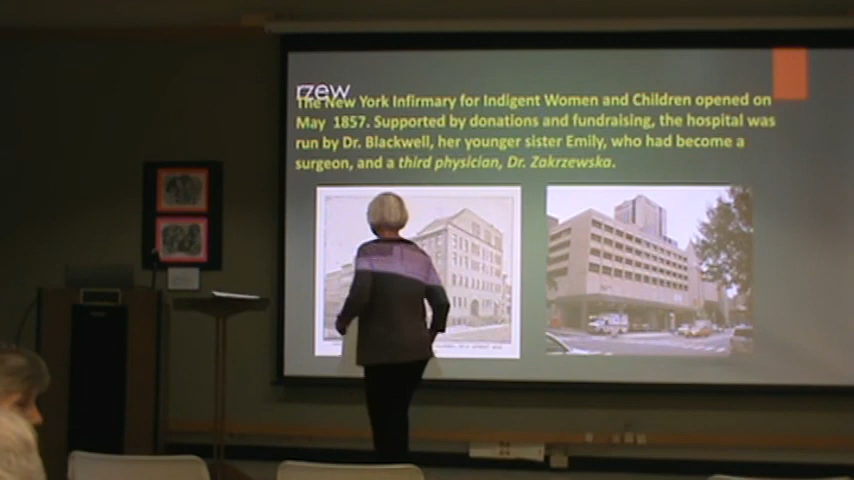 rzew
The New York Infirmary for Indigent Women and Children opened on
May 1857. Supported by donations and fundraising, the hospital was
run by Dr. Blackwell, her younger sister Emily, who had become a
surgeon, and a third physician, Dr. Zakrzewska.